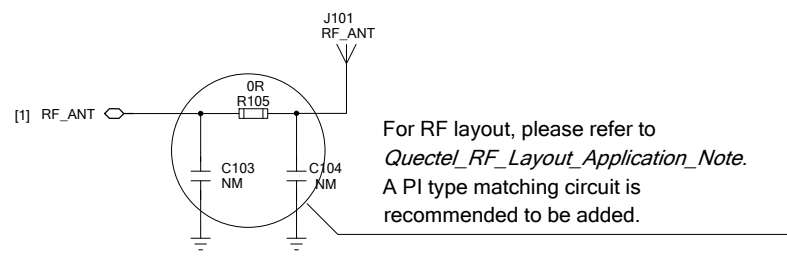 J101
RF_ANT
0R
R105
[1] RF_ANT
C103
NM
C104
NM
For RF layout, please refer to
Quectel_RF_Layout_Application_Note.
A PI type matching circuit is
recommended to be added.